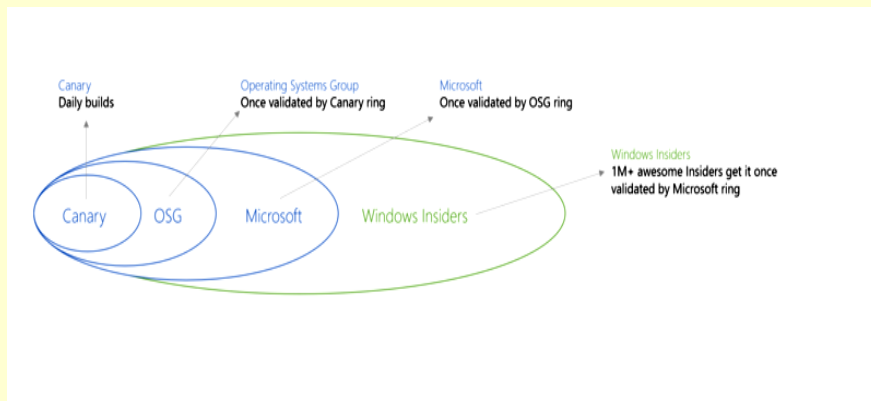 Canary
Daily builds
Operating Systems Group
Once validated by Canary ring
Microsoft
Once validated by OSG ring
Windows Insiders
1M+ awesome Insiders get it once
validated by Microsoft ring
Canary
OSG
Microsoft
Windows Insiders